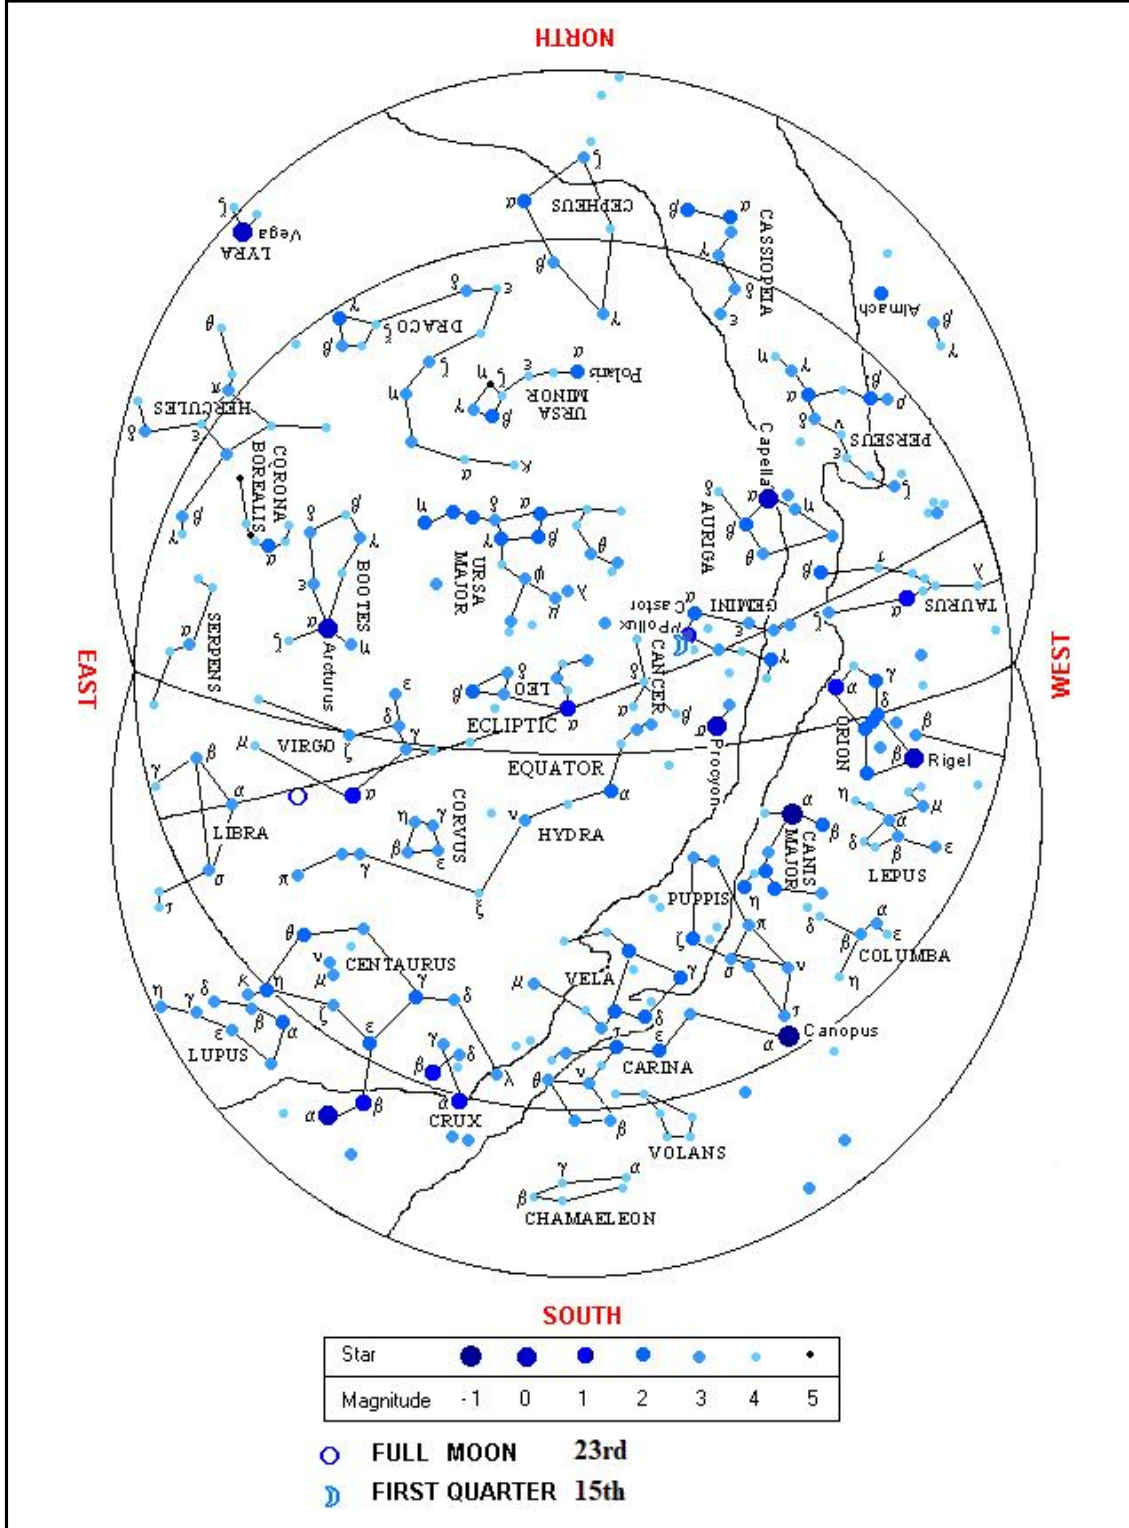 NORTH
ζ
α
CEPHEUS
β
γ
β
α
CASSIOPEIA
γ
δ
ε
ζ
Vega
LYRA
Almach
β
γ
γ
δ
ε
DRACO
ξ
β
ζ
η
α
κ
α
Polaris
ε
ζ
η
URSA
MINOR
γ
β
θ
π
HERCULES
δ
ε
β
γ
η
γ
α
δ
β
ρ
ν
PERSEUS
ε
ζ
CORONA
BOREALIS
α
Capella
δ
α
η
AURIGA
β
θ
β
δ
γ
BOOTES
ε
α
ζ
η
Arcturus
η
δ
α
γ
β
URSA
MAJOR
θ
ψ
λ
μ
β
τ
λ
TAURUS
α
ζ
α
Castor
GEMINI
Pollux
ε
γ
CANCER
δ
α
β
SERPENS
α
EAST
WEST
δ
β
LEO
α
ECLIPTIC
ε
δ
VIRGO
ζ
γ
μ
α
EQUATOR
Procyon
α
γ
δ
ORION
β
β
Rigel
γ
β
α
LIBRA
σ
τ
CORVUS
η
γ
β
ε
α
ν
HYDRA
γ
π
ξ
α
β
CANIS
MAJOR
η
η
μ
α
δ
β
ε
LEPUS
PUPPIS
π
ζ
σ
ν
τ
δ
α
β
ε
COLUMBA
η
θ
CENTAURUS
ν
μ
κ
η
ζ
γ
δ
ε
λ
η
γ
δ
β
α
ε
LUPUS
VELA
μ
γ
δ
Canopus
α
ε
CARINA
θ
ν
β
γ
δ
β
α
CRUX
α
β
VOLANS
γ
α
β
CHAMAELEON
SOUTH
Star
Magnitude -1 0 1 2 3 4 5
FULL MOON 23rd
FIRST QUARTER 15th